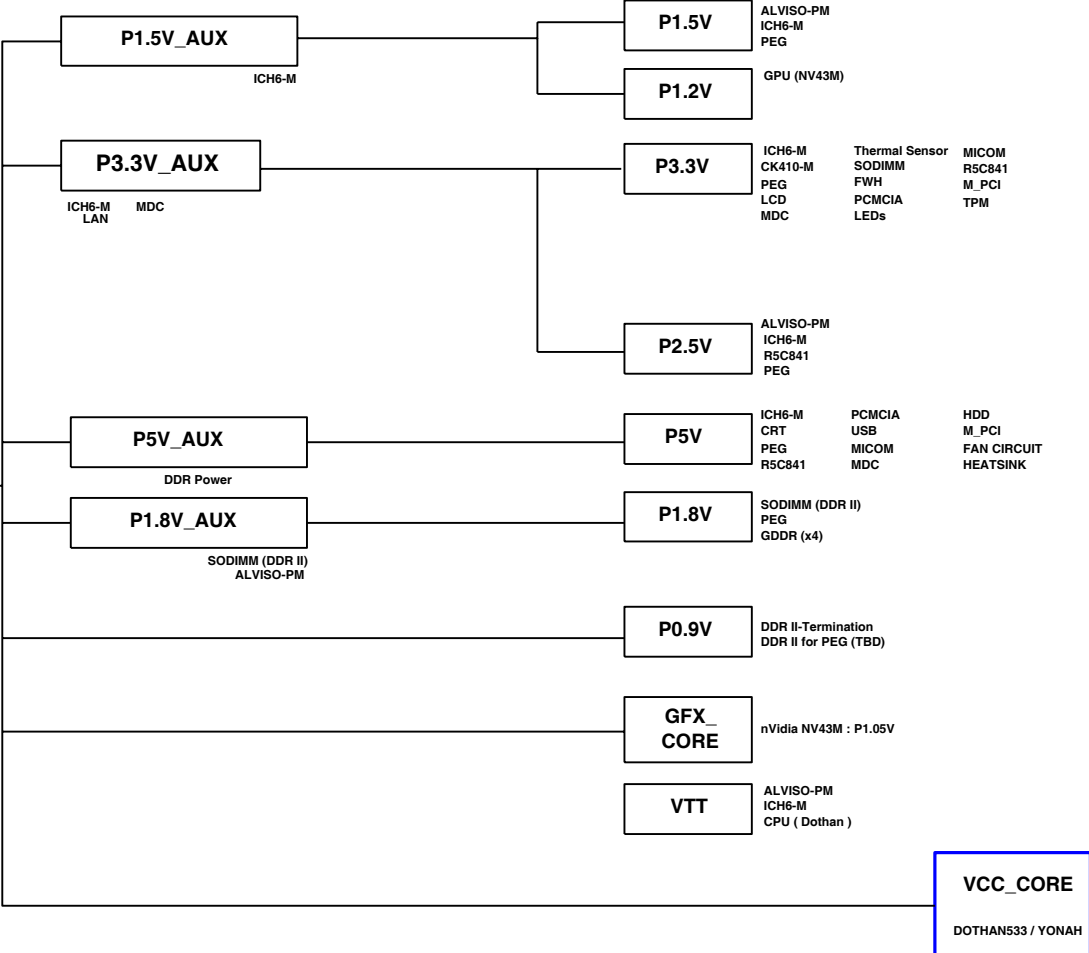 P1.5V_AUX
ICH6-M
P1.5V
ALVISO-PM
ICH6-M
PEG
P1.2V
GPU (NV43M)
P3.3V_AUX
ICH6-M MDC
LAN
P3.3V
ICH6-M Thermal Sensor MICOM
CK410-M SODIMM R5C841
PEG FWH M_PCI
LCD PCMCIA TPM
MDC LEDs
P2.5V
ALVISO-PM
ICH6-M
R5C841
PEG
P5V_AUX
DDR Power
P5V
ICH6-M PCMCIA HDD
CRT USB M_PCI
PEG MICOM FAN CIRCUIT
R5C841 MDC HEATSINK
P1.8V_AUX
SODIMM (DDR II)
ALVISO-PM
P1.8V
SODIMM (DDR II)
PEG
GDDR (x4)
P0.9V
DDR II-Termination
DDR II for PEG (TBD)
GFX_
CORE
nVidia NV43M : P1.05V
VTT
ALVISO-PM
ICH6-M
CPU ( Dothan )
VCC_CORE
DOTHAN533 / YONAH